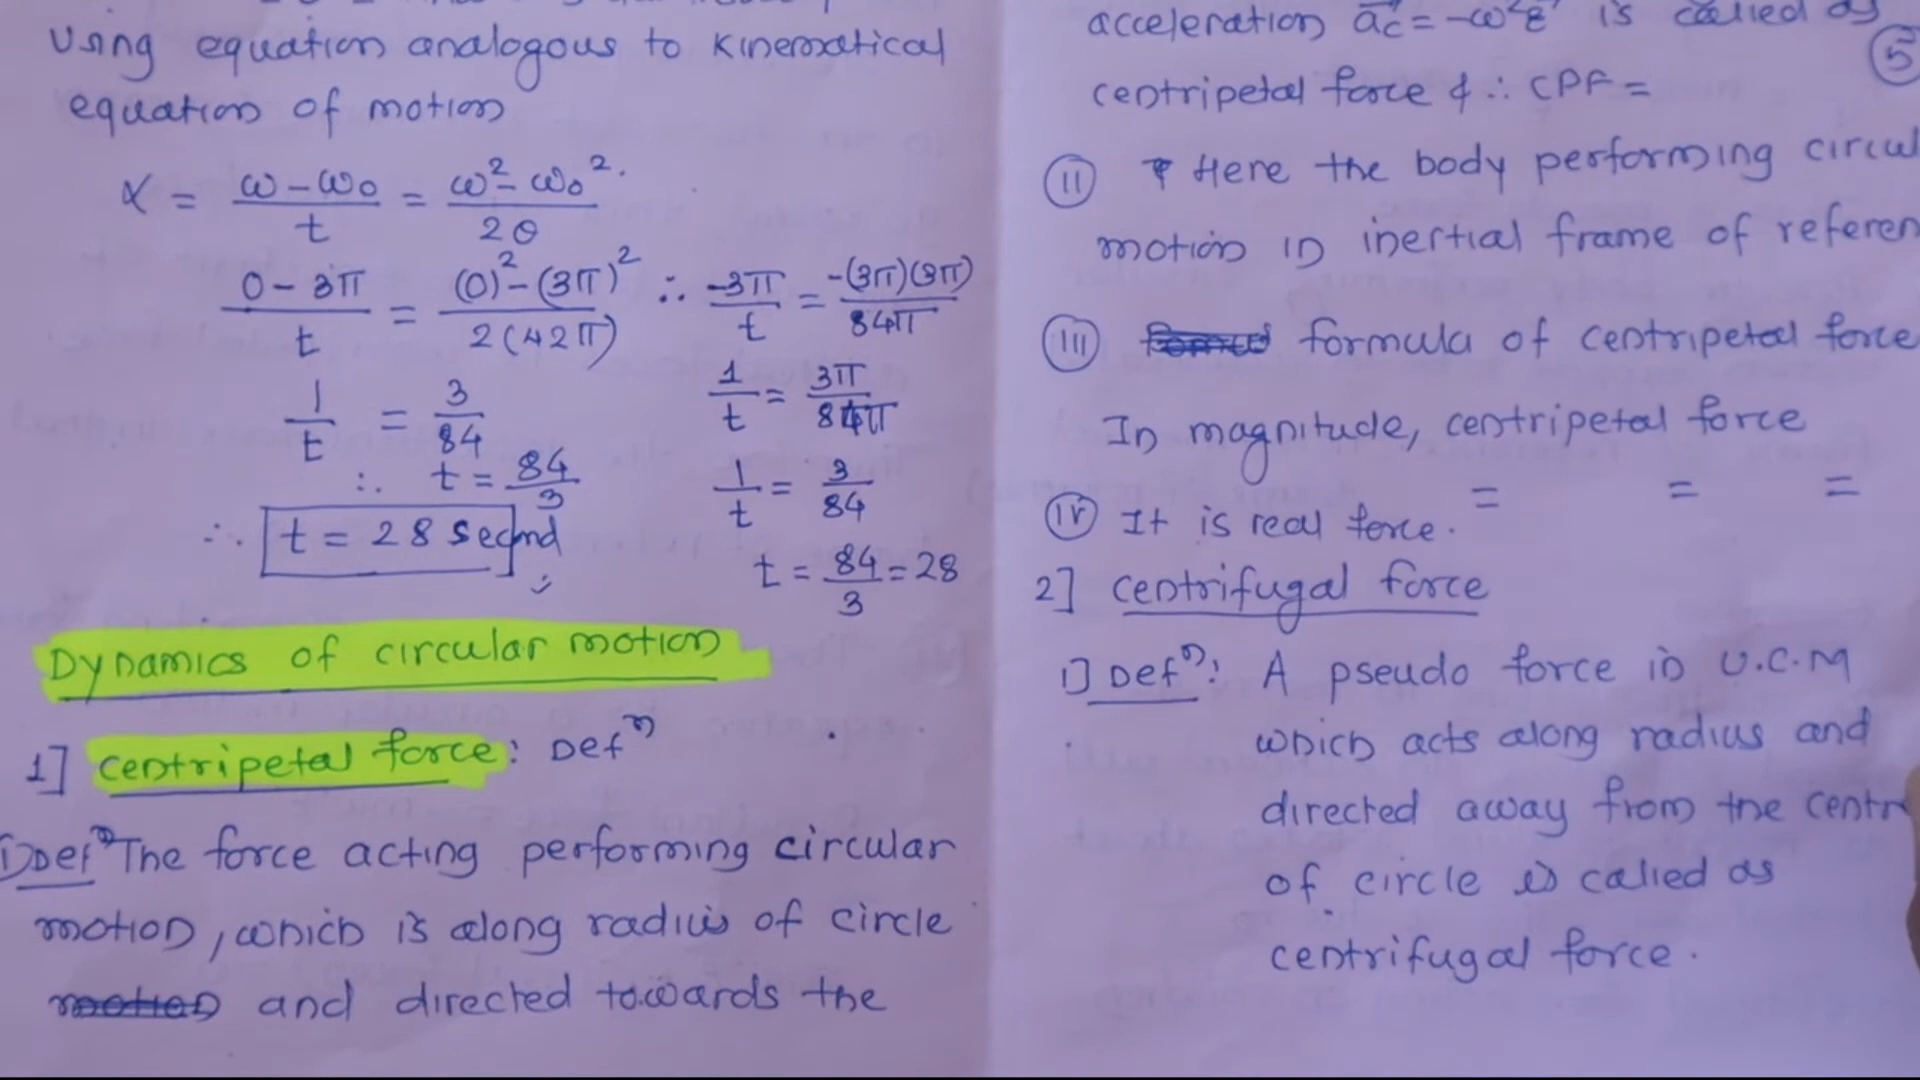 Using equation analogous to Kinematical
equation of motion
α = ω - ω₀ / t = ω² - ω₀² / 2θ
0 - 3π / t = (0)² - (3π)² / 2(42π) ∴ -3π / t = -(3π)(3π) / 84π
1/t = 3/84
1/t = 3π/84π
∴ t = 84/3
1/t = 3/84
∴ t = 28 second
t = 84/3 = 28
Dynamics of circular motion
1] centripetal force : Defⁿ
i) Defⁿ The force acting performing circular
motion, which is along radius of circle
and directed towards the
acceleration a⃗c = -ω²r⃗ is called as
5
centripetal force & ∴ CPF =
(II) Here the body performing circul
motion in inertial frame of referen
(III) formula of centripetal force
In magnitude, centripetal force
= = =
(IV) It is real force.
2] centrifugal force
1] Defⁿ: A pseudo force in U.C.M
which acts along radius and
directed away from the centr
of circle is called as
centrifugal force.